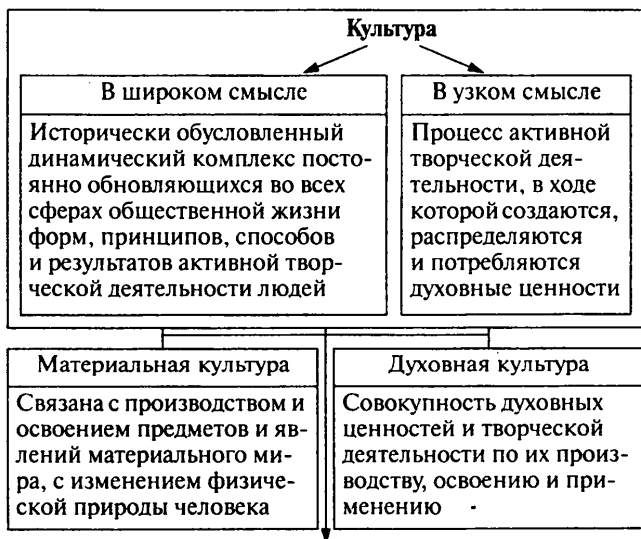 Культура
В широком смысле
Исторически обусловленный
динамический комплекс посто-
янно обновляющихся во всех
сферах общественной жизни
форм, принципов, способов
и результатов активной твор-
ческой деятельности людей
В узком смысле
Процесс активной
творческой дея-
тельности, в ходе
которой создаются,
распределяются
и потребляются
духовные ценности
Материальная культура
Связана с производством и
освоением предметов и яв-
лений материального ми-
ра, с изменением физиче-
ской природы человека
Духовная культура
Совокупность духовных
ценностей и творческой
деятельности по их произ-
водству, освоению и при-
менению